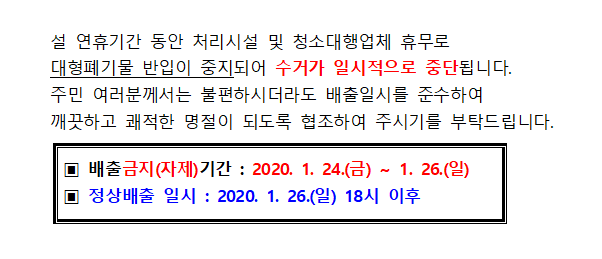 설 연휴기간 동안 처리시설 및 청소대행업체 휴무로
대형폐기물 반입이 중지되어 수거가 일시적으로 중단됩니다.
주민 여러분께서는 불편하시더라도 배출일시를 준수하여
깨끗하고 쾌적한 명절이 되도록 협조하여 주시기를 부탁드립니다.
▣ 배출금지(자제)기간 : 2020. 1. 24.(금) ~ 1. 26.(일)
▣ 정상배출 일시 : 2020. 1. 26.(일) 18시 이후